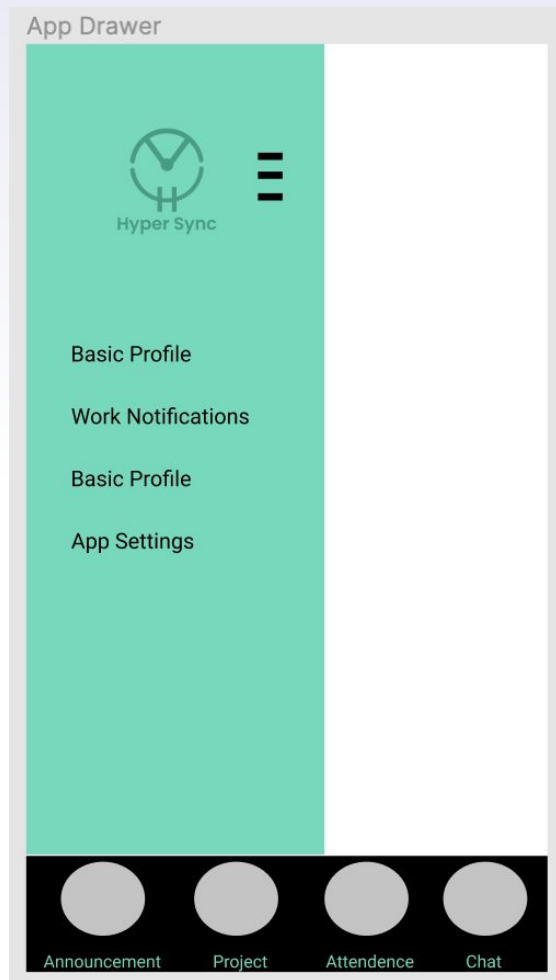 App Drawer
Hyper Sync
Basic Profile
Work Notifications
Basic Profile
App Settings
Announcement Project Attendence Chat